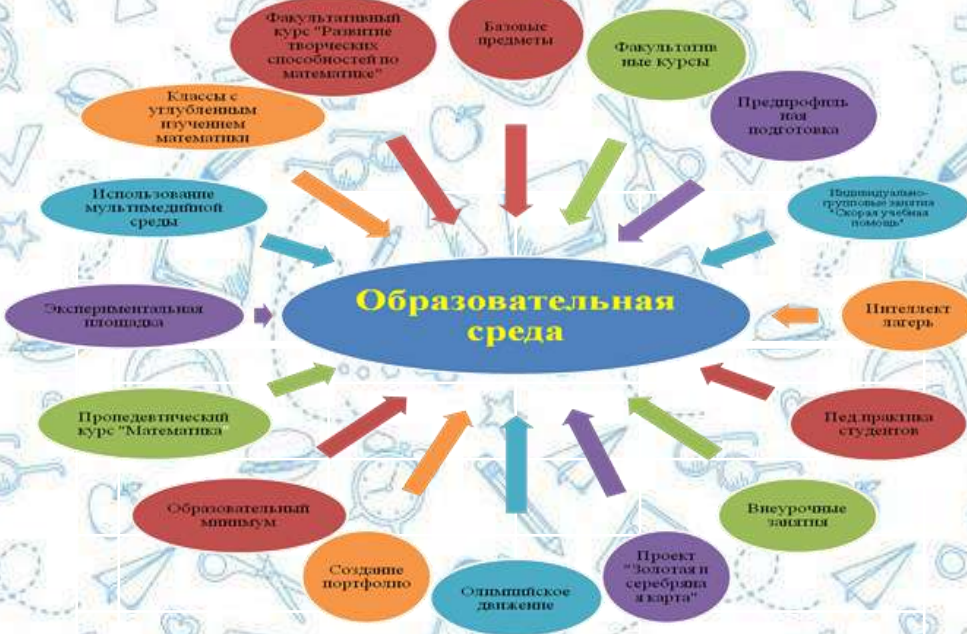 Факультативный
курс "Развитие
творческих
способностей по
математике"
Базовые
предметы
Факультатив
ные курсы
Предпрофиль
ная
подготовка
Классы с
углубленным
изучением
математики
Использование
мультимедийной
среды
Индивидуально-
групповые занятия
"Скорая учебная
помощь"
Образовательная
среда
Экспериментальная
площадка
Интеллект
лагерь
Пропедевтический
курс "Математика"
Пед.практика
студентов
Образовательный
минимум
Внеурочные
занятия
Создание
портфолио
Олимпийское
движение
Проект
"Золотая и
серебряна
я карта"